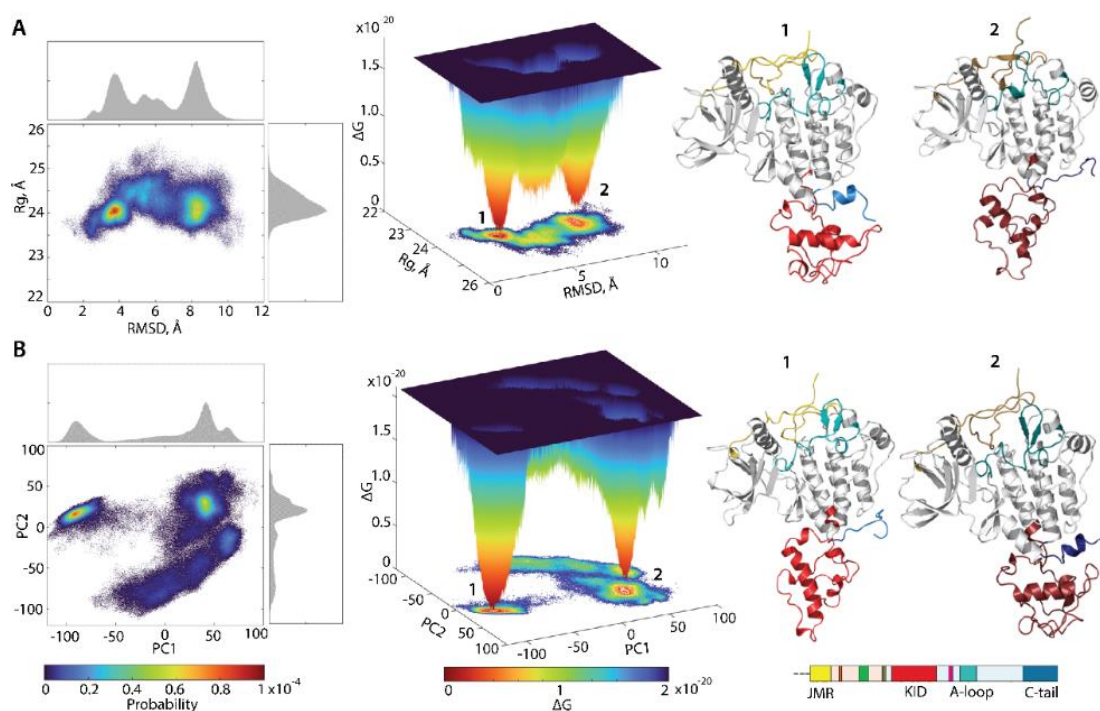 A
26
25
24
23
22
Rg, Å
0 2 4 6 8 10 12
RMSD, Å
x10⁻²⁰
1.5
1.0
0.5
0
ΔG
22
23
24
26
Rg, Å
0
5
10
RMSD, Å
1
2
1
2
B
100
50
0
-50
-100
PC2
-100 -50 0 50 100
PC1
x10⁻²⁰
1.5
1.0
0.5
0
ΔG
-100
-50
0
50
100
PC2
-100
-50
0
50
100
PC1
1
2
1
2
0 0.2 0.4 0.6 0.8 1 x10⁻⁴
Probability
0 1 2 x10⁻²⁰
ΔG
JMR KID A-loop C-tail